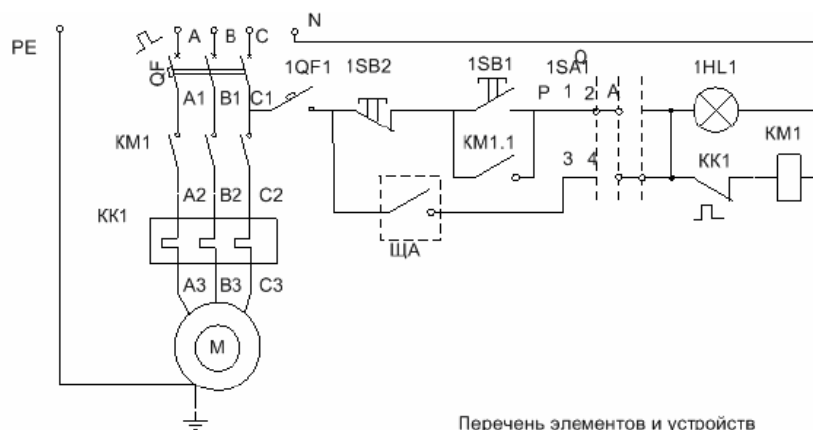 PE
A
B
C
N
QF
A1
B1
C1
1QF1
1SB2
1SB1
1SA1
O
P
1
2
A
1HL1
KM1
KM1.1
3
4
KK1
KM1
A2
B2
C2
KK1
ЩА
A3
B3
C3
M
Перечень элементов и устройств